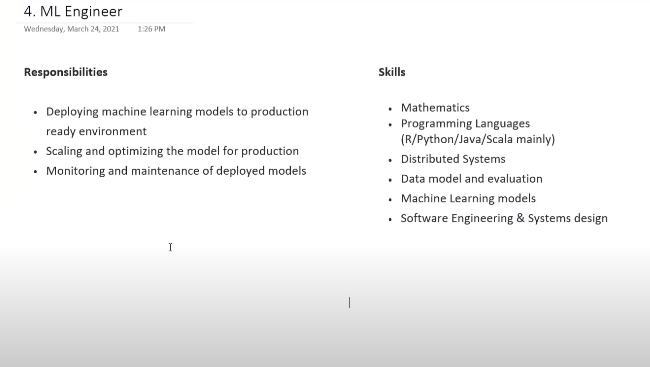 4. ML Engineer
Wednesday, March 24, 2021 1:26 PM
Responsibilities
• Deploying machine learning models to production
ready environment
• Scaling and optimizing the model for production
• Monitoring and maintenance of deployed models
Skills
• Mathematics
• Programming Languages
(R/Python/Java/Scala mainly)
• Distributed Systems
• Data model and evaluation
• Machine Learning models
• Software Engineering & Systems design